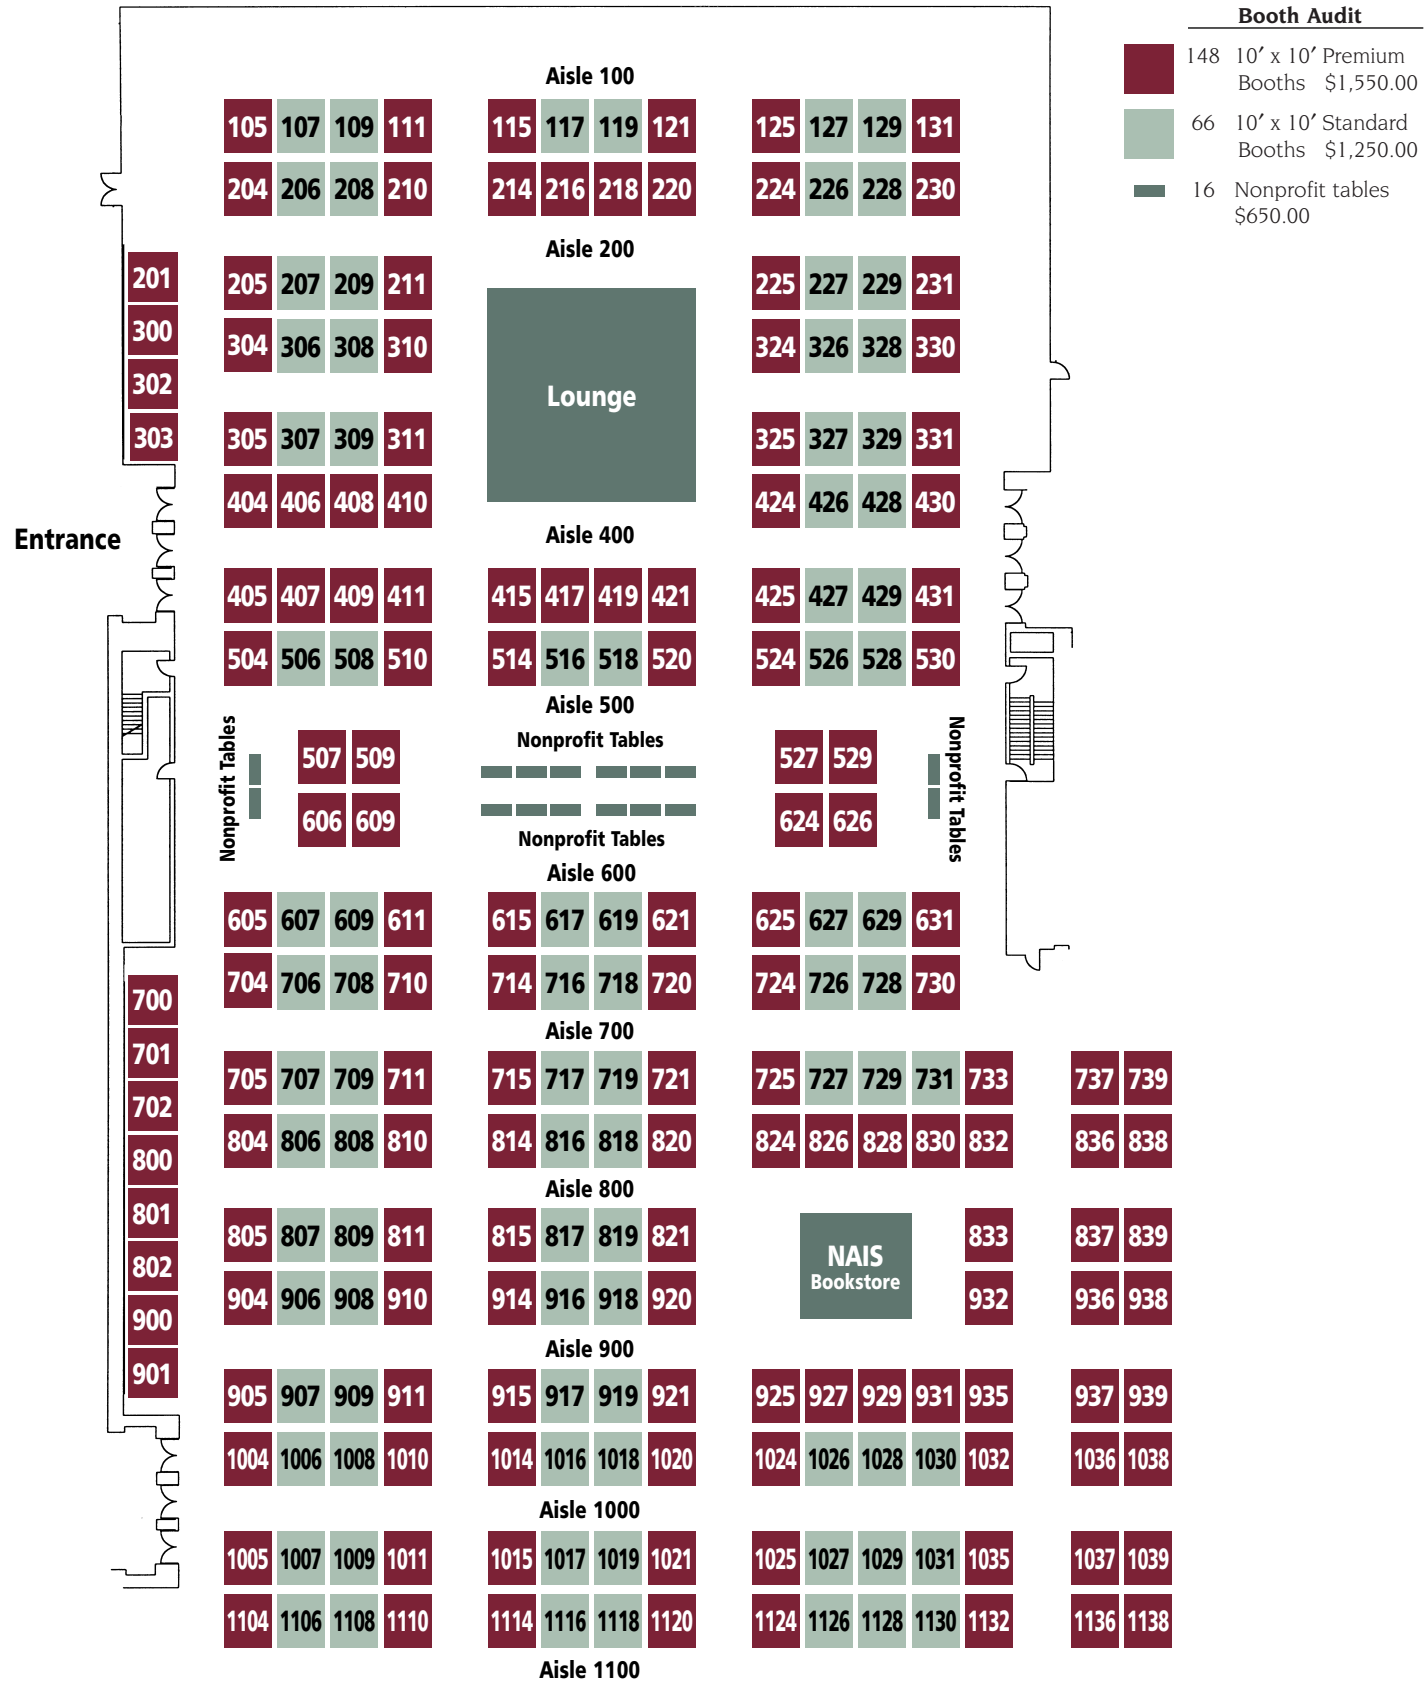 Booth Audit
148 10′ x 10′ Premium
Booths $1,550.00
66 10′ x 10′ Standard
Booths $1,250.00
16 Nonprofit tables
$650.00
Aisle 100
105 107 109 111 115 117 119 121 125 127 129 131
204 206 208 210 214 216 218 220 224 226 228 230
Aisle 200
201
300
302
303
205 207 209 211 225 227 229 231
304 306 308 310 324 326 328 330
Lounge
305 307 309 311 325 327 329 331
404 406 408 410 424 426 428 430
Entrance
Aisle 400
405 407 409 411 415 417 419 421 425 427 429 431
504 506 508 510 514 516 518 520 524 526 528 530
Aisle 500
Nonprofit Tables
507 509
606 609
Nonprofit Tables
Nonprofit Tables
527 529
624 626
Nonprofit Tables
Aisle 600
605 607 609 611 615 617 619 621 625 627 629 631
704 706 708 710 714 716 718 720 724 726 728 730
Aisle 700
700
701
702
800
801
802
900
901
705 707 709 711 715 717 719 721 725 727 729 731 733 737 739
804 806 808 810 814 816 818 820 824 826 828 830 832 836 838
Aisle 800
805 807 809 811 815 817 819 821 833 837 839
NAIS
Bookstore
904 906 908 910 914 916 918 920 932 936 938
Aisle 900
905 907 909 911 915 917 919 921 925 927 929 931 935 937 939
1004 1006 1008 1010 1014 1016 1018 1020 1024 1026 1028 1030 1032 1036 1038
Aisle 1000
1005 1007 1009 1011 1015 1017 1019 1021 1025 1027 1029 1031 1035 1037 1039
1104 1106 1108 1110 1114 1116 1118 1120 1124 1126 1128 1130 1132 1136 1138
Aisle 1100